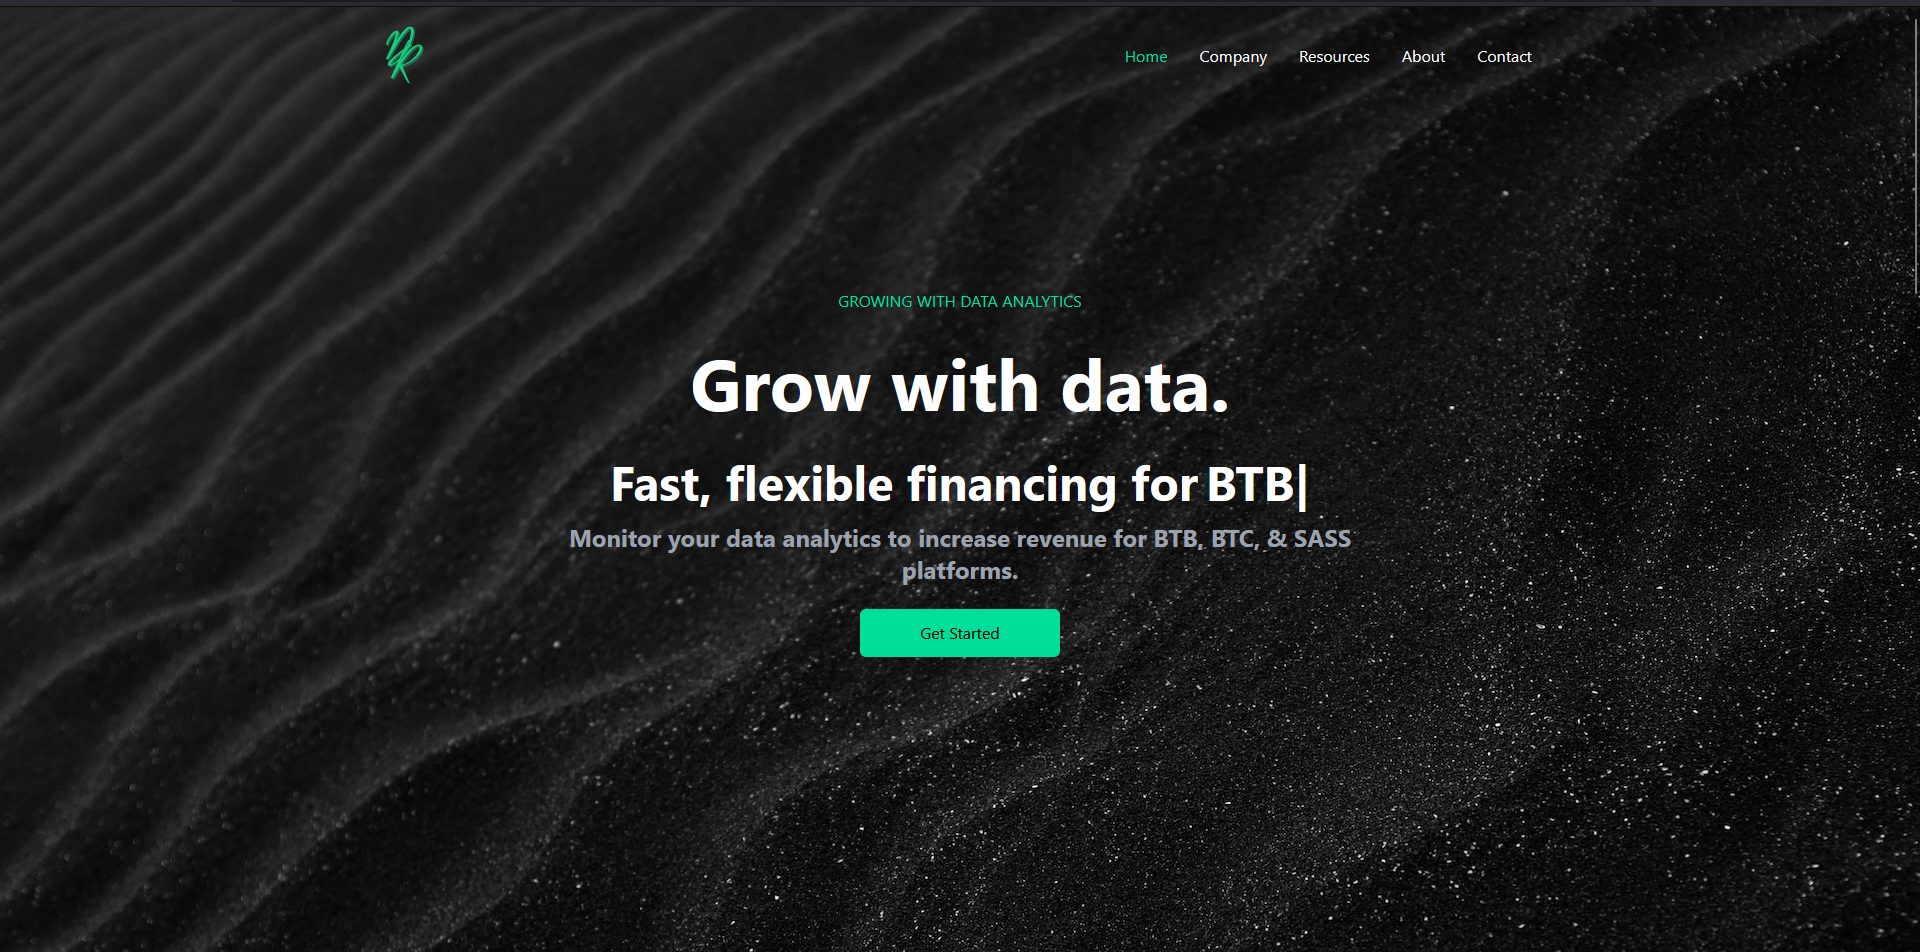 DR
Home Company Resources About Contact
GROWING WITH DATA ANALYTICS
Grow with data.
Fast, flexible financing for BTB|
Monitor your data analytics to increase revenue for BTB, BTC, & SASS
platforms.
Get Started